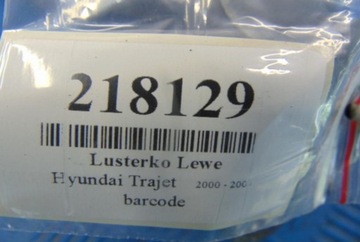 218129
Lusterko Lewe
Hyundai Trajet 2000 - 200
barcode